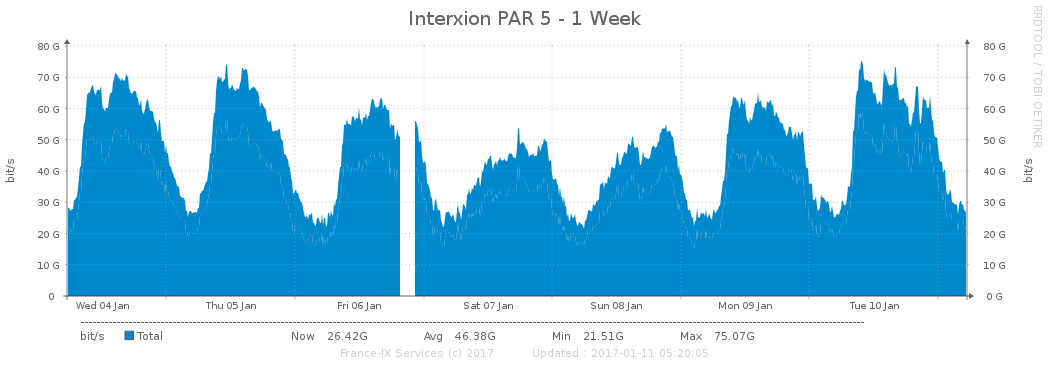 Interxion PAR 5 - 1 Week
RRDTOOL / TOBI OETIKER
bit/s
80 G
70 G
60 G
50 G
40 G
30 G
20 G
10 G
0
80 G
70 G
60 G
50 G
40 G
30 G
20 G
10 G
0 G
bit/s
Wed 04 Jan Thu 05 Jan Fri 06 Jan Sat 07 Jan Sun 08 Jan Mon 09 Jan Tue 10 Jan
bit/s Total Now 26.42G Avg 46.38G Min 21.51G Max 75.07G
France-IX Services (c) 2017 Updated : 2017-01-11 05:20:05